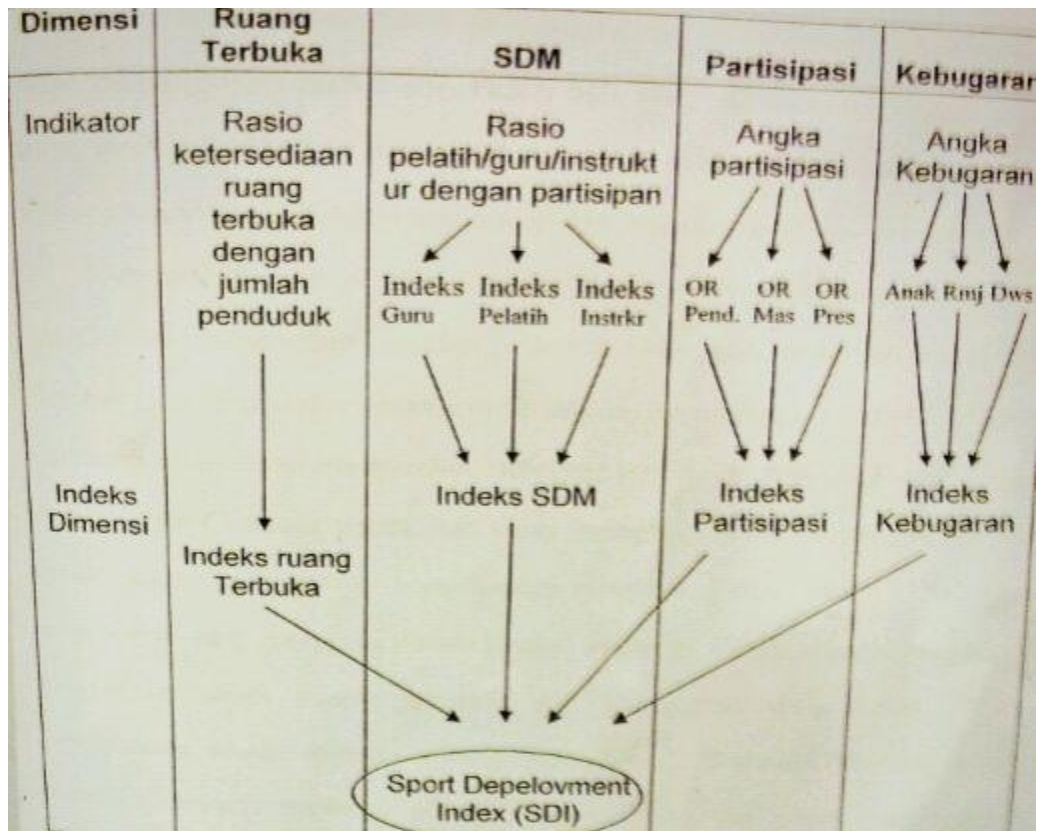 Dimensi
Ruang
Terbuka
SDM
Partisipasi
Kebugaran
Indikator
Rasio
ketersediaan
ruang
terbuka
dengan
jumlah
penduduk
Rasio
pelatih/guru/instrukt
ur dengan partisipan
Angka
partisipasi
Angka
Kebugaran
Indeks Indeks Indeks
Guru Pelatih Instrkr
OR OR OR
Pend. Mas Pres
Anak Rmj Dws
Indeks
Dimensi
Indeks ruang
Terbuka
Indeks SDM
Indeks
Partisipasi
Indeks
Kebugaran
Sport Depelovment
Index (SDI)